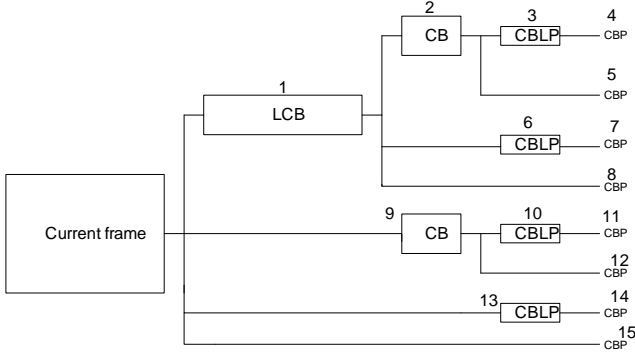 2 3 4
CB CBLP CBP
1 5
LCB CBP
6 7
CBLP CBP
8
CBP
9 10 11
Current frame CB CBLP CBP
12
CBP
13 14
CBLP CBP
15
CBP